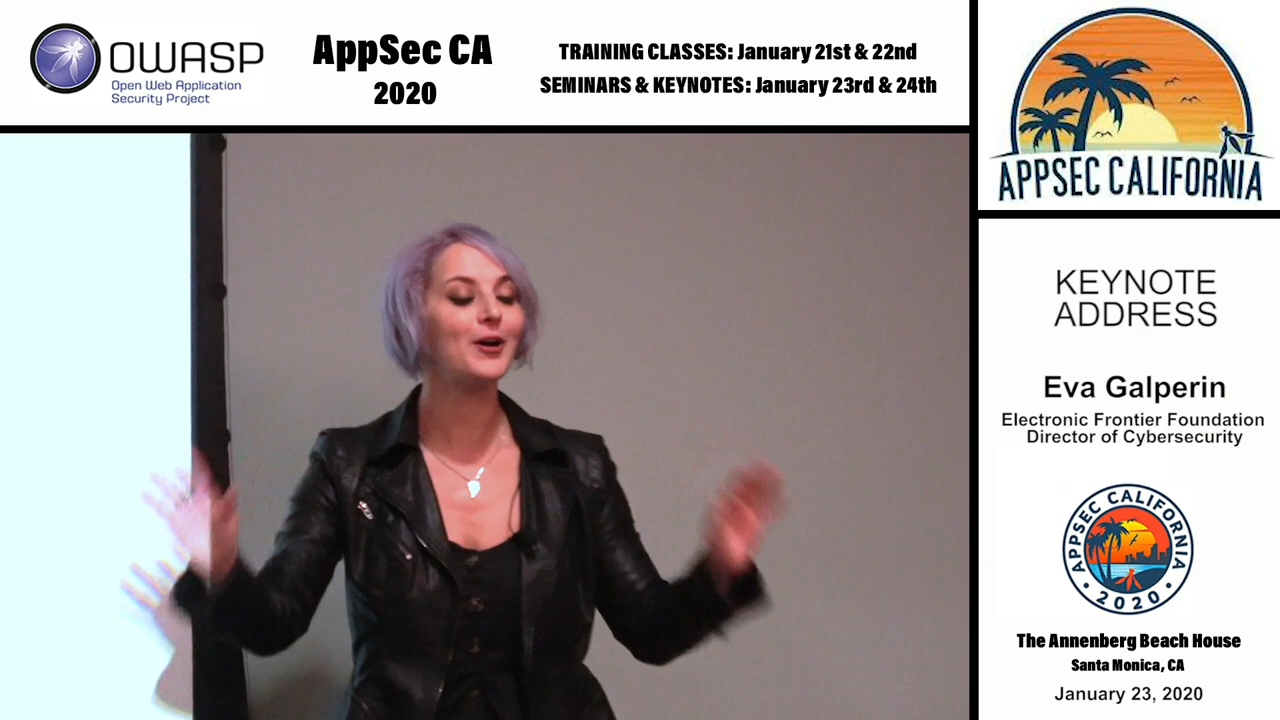 OWASP
Open Web Application
Security Project
AppSec CA
2020
TRAINING CLASSES: January 21st & 22nd
SEMINARS & KEYNOTES: January 23rd & 24th
APPSEC CALIFORNIA
KEYNOTE
ADDRESS
Eva Galperin
Electronic Frontier Foundation
Director of Cybersecurity
APPSEC CALIFORNIA
• 2020 •
The Annenberg Beach House
Santa Monica, CA
January 23, 2020